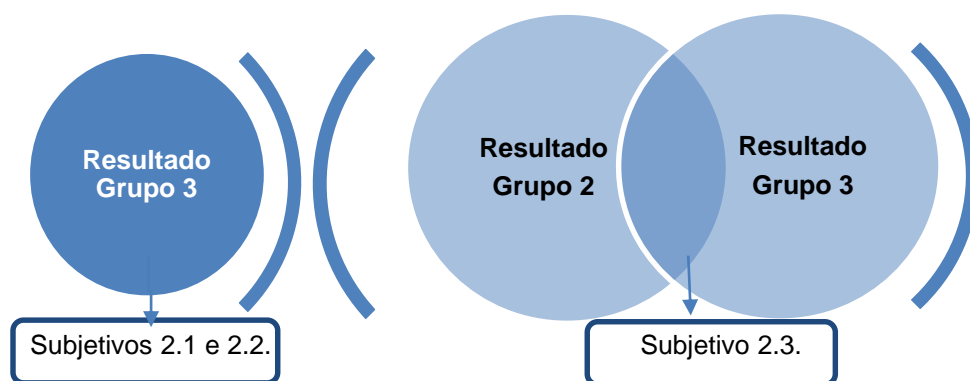 Resultado
Grupo 3
Subjetivos 2.1 e 2.2.
Resultado
Grupo 2
Resultado
Grupo 3
Subjetivo 2.3.